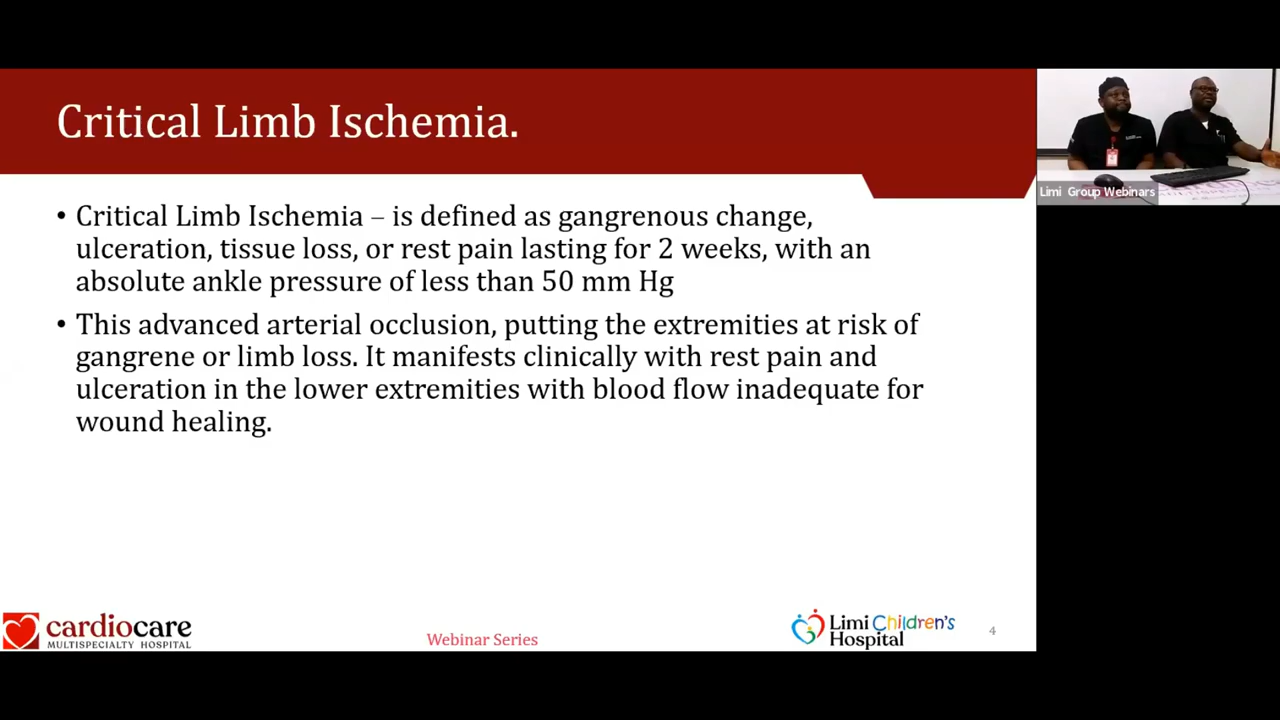 Critical Limb Ischemia.
• Critical Limb Ischemia – is defined as gangrenous change,
ulceration, tissue loss, or rest pain lasting for 2 weeks, with an
absolute ankle pressure of less than 50 mm Hg
• This advanced arterial occlusion, putting the extremities at risk of
gangrene or limb loss. It manifests clinically with rest pain and
ulceration in the lower extremities with blood flow inadequate for
wound healing.
Limi Group Webinars
cardiocare
MULTISPECIALTY HOSPITAL
Webinar Series
Limi Children's
Hospital
4